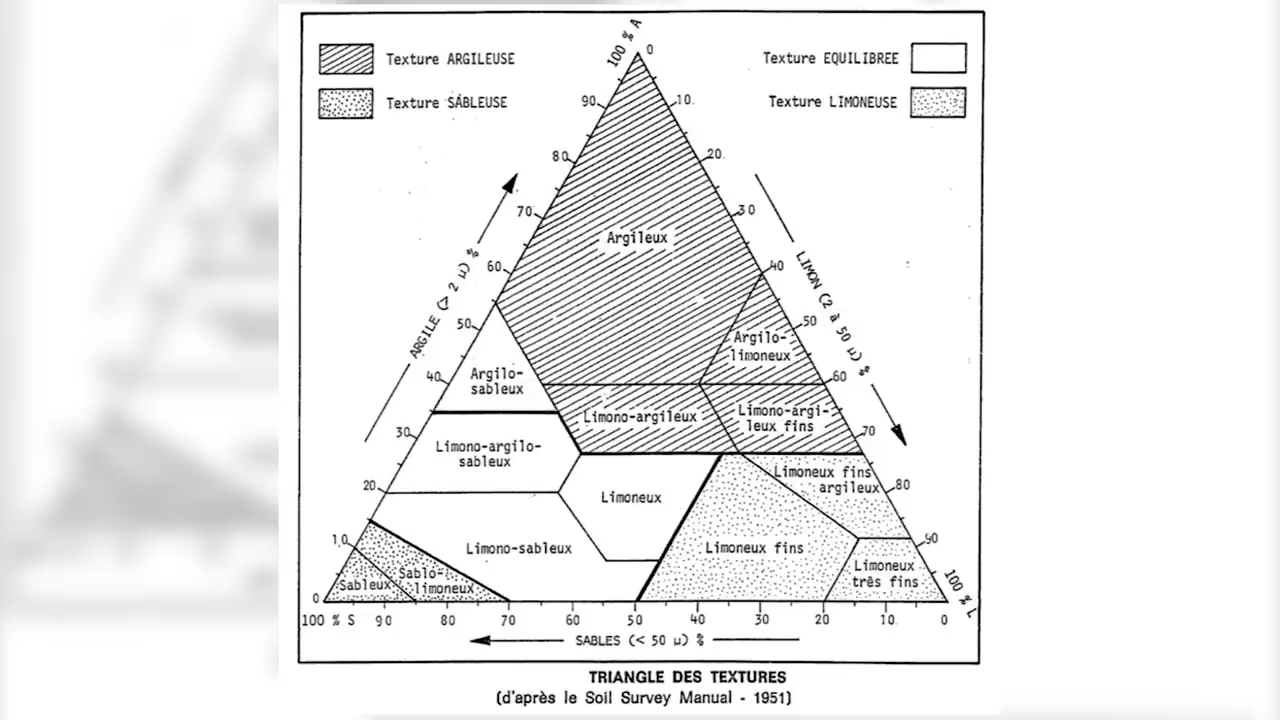 Texture ARGILEUSE
Texture SABLEUSE
Texture EQUILIBREE
Texture LIMONEUSE
100 % A
0
90
10.
80
20.
70
30
60
40
50
50
40
60
30
70
20
80
1,0
90
0
100 % L
ARGILE (> 2 µ) %
LIMON (2 à 50 µ) %
Argileux
Argilo-
limoneux
Argilo-
sableux
Limono-argileux
Limono-argi-
leux fins
Limono-argilo-
sableux
Limoneux
Limoneux fins
argileux
Limono-sableux
Limoneux fins
Limoneux
très fins
Sableux
Sablo-
limoneux
100 % S 90 80 70 60 50 40 30 20 10. 0
SABLES (< 50 µ) %
TRIANGLE DES TEXTURES
(d'après le Soil Survey Manual - 1951)